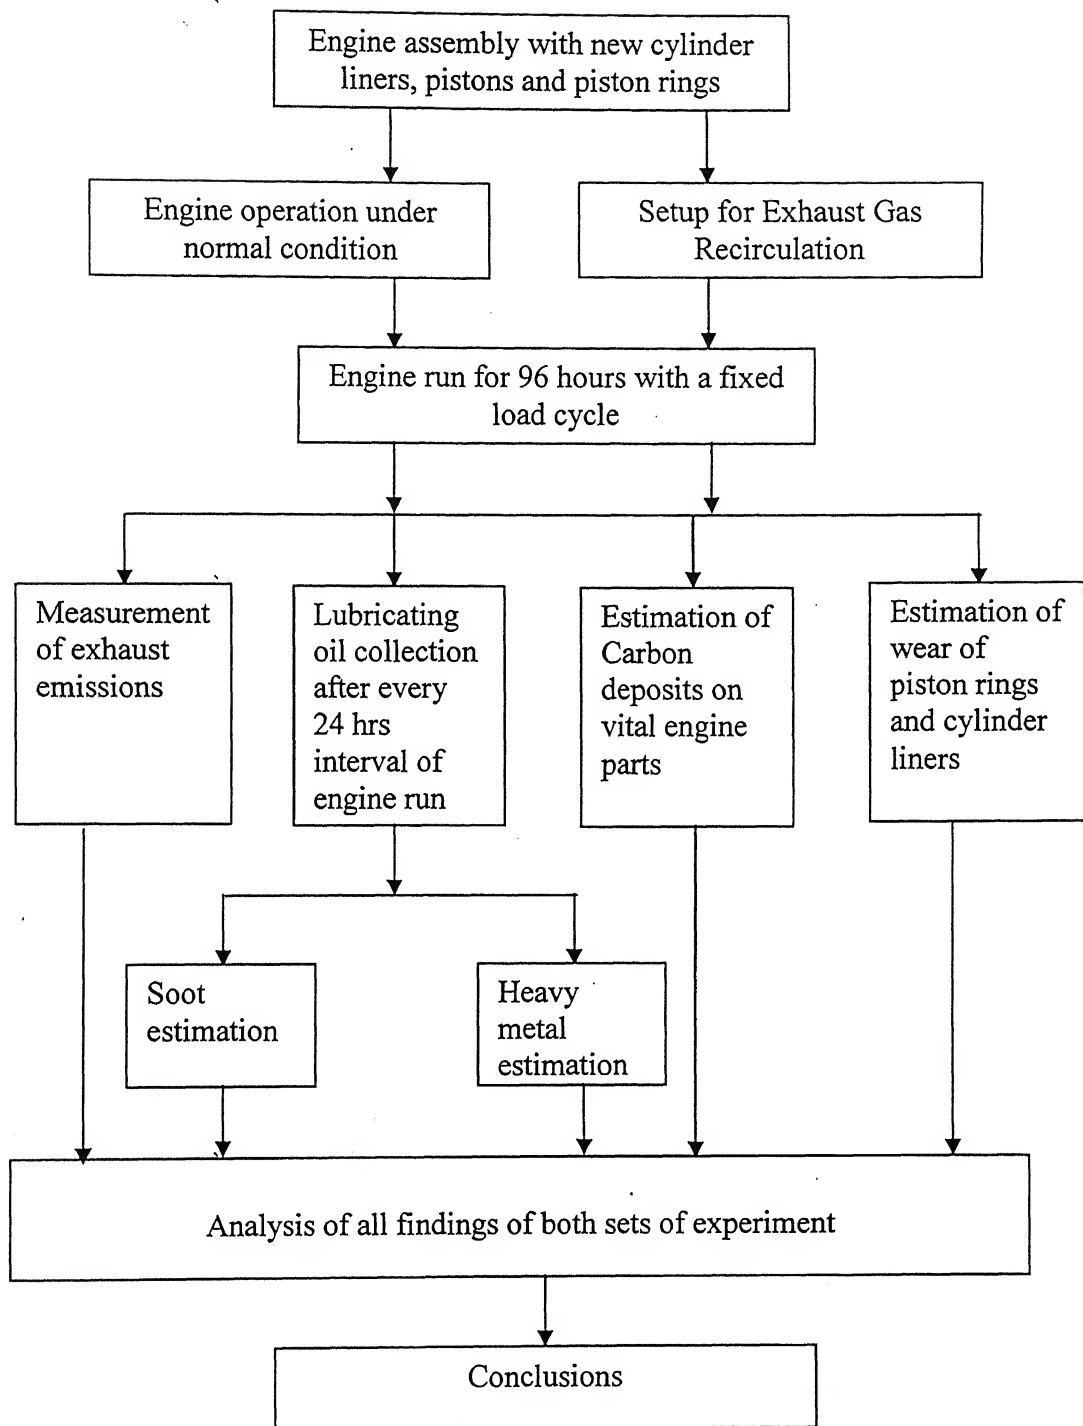 Engine assembly with new cylinder
liners, pistons and piston rings
Engine operation under
normal condition
Setup for Exhaust Gas
Recirculation
Engine run for 96 hours with a fixed
load cycle
Measurement
of exhaust
emissions
Lubricating
oil collection
after every
24 hrs
interval of
engine run
Estimation of
Carbon
deposits on
vital engine
parts
Estimation of
wear of
piston rings
and cylinder
liners
Soot
estimation
Heavy
metal
estimation
Analysis of all findings of both sets of experiment
Conclusions